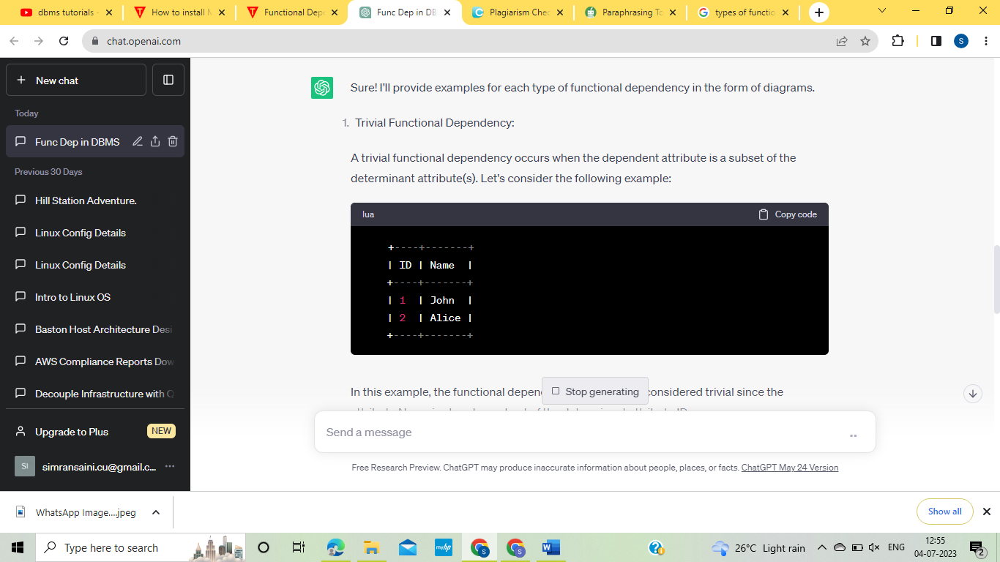 dbms tutorials -
How to install M
Functional Depe
Func Dep in DB
Plagiarism Chec
Paraphrasing To
types of functio
chat.openai.com
S
New chat
Today
Func Dep in DBMS
Previous 30 Days
Hill Station Adventure.
Linux Config Details
Linux Config Details
Intro to Linux OS
Baston Host Architecture Desi
AWS Compliance Reports Dow
Decouple Infrastructure with Q
Upgrade to Plus NEW
SI simransaini.cu@gmail.c... ...
Sure! I'll provide examples for each type of functional dependency in the form of diagrams.
1. Trivial Functional Dependency:
A trivial functional dependency occurs when the dependent attribute is a subset of the
determinant attribute(s). Let's consider the following example:
lua Copy code
+----+-------+
| ID | Name  |
+----+-------+
| 1  | John  |
| 2  | Alice |
+----+-------+
In this example, the functional depen
Stop generating
considered trivial since the
Send a message
Free Research Preview. ChatGPT may produce inaccurate information about people, places, or facts. ChatGPT May 24 Version
WhatsApp Image....jpeg
Show all
Type here to search
myhp
S
S
W
26°C Light rain
ENG
12:55
04-07-2023
2